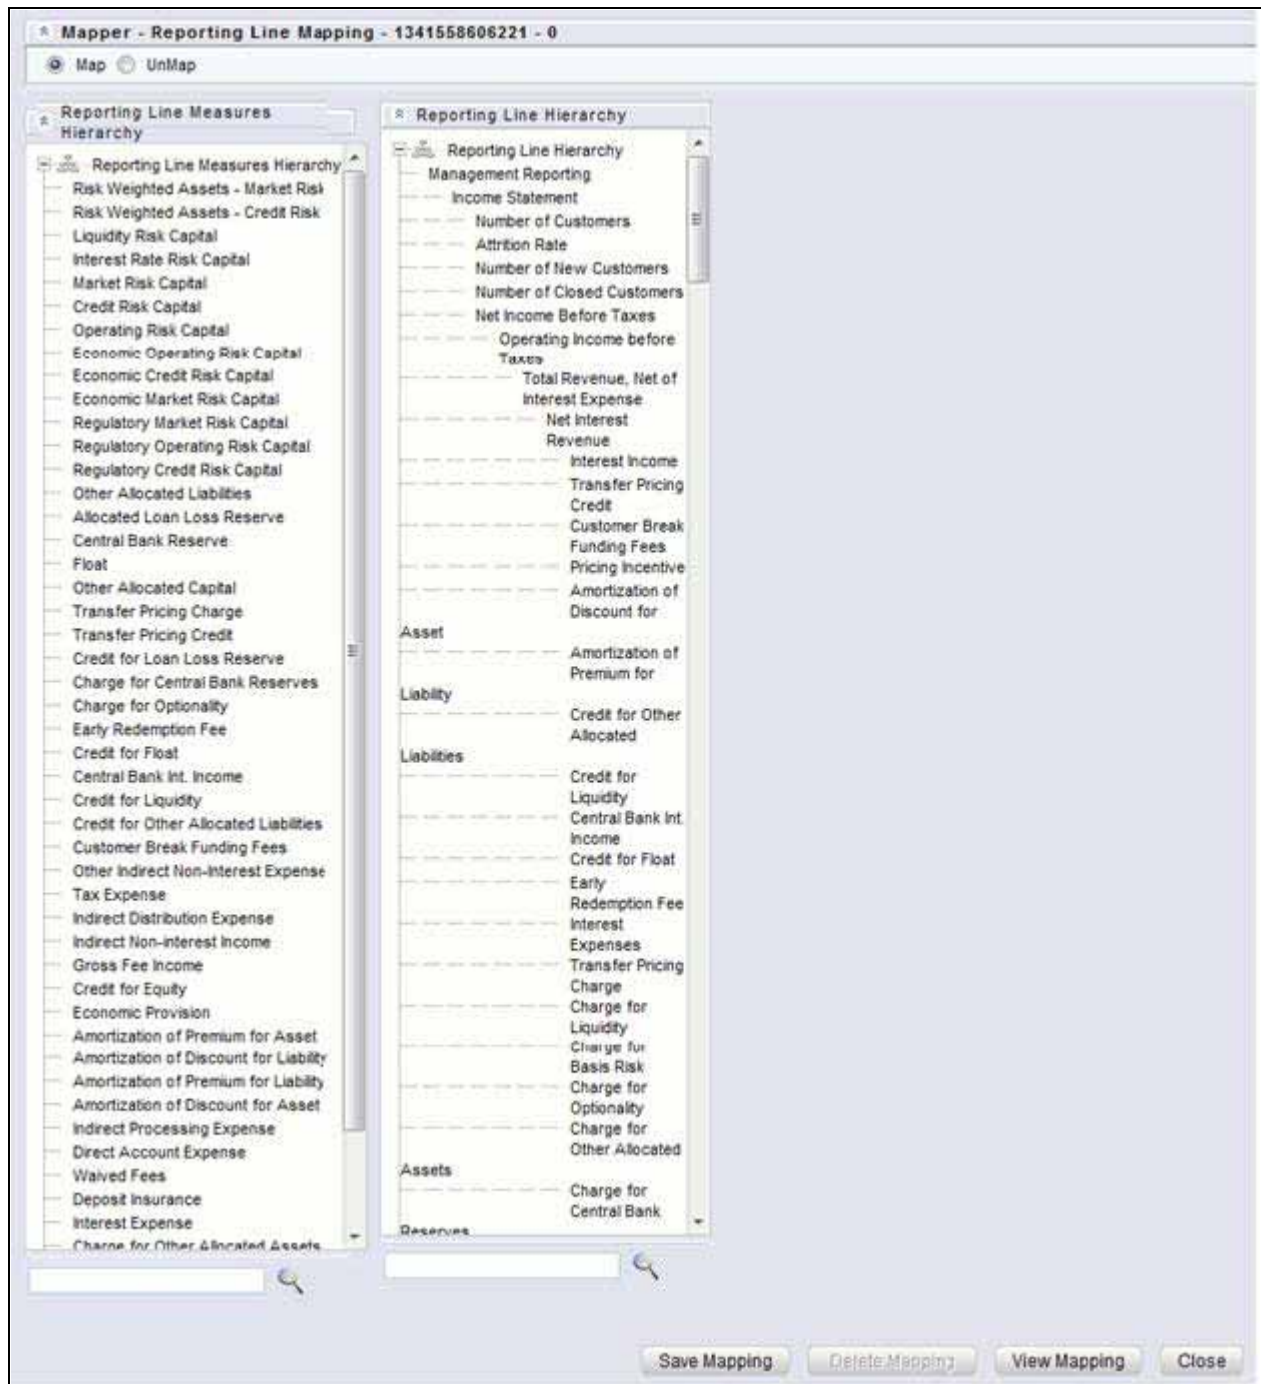 Mapper - Reporting Line Mapping - 1341558606221 - 0
Map UnMap
Reporting Line Measures
Hierarchy
Reporting Line Measures Hierarchy
Risk Weighted Assets - Market Risk
Risk Weighted Assets - Credit Risk
Liquidity Risk Capital
Interest Rate Risk Capital
Market Risk Capital
Credit Risk Capital
Operating Risk Capital
Economic Operating Risk Capital
Economic Credit Risk Capital
Economic Market Risk Capital
Regulatory Market Risk Capital
Regulatory Operating Risk Capital
Regulatory Credit Risk Capital
Other Allocated Liabilities
Allocated Loan Loss Reserve
Central Bank Reserve
Float
Other Allocated Capital
Transfer Pricing Charge
Transfer Pricing Credit
Credit for Loan Loss Reserve
Charge for Central Bank Reserves
Charge for Optionality
Early Redemption Fee
Credit for Float
Central Bank Int. Income
Credit for Liquidity
Credit for Other Allocated Liabilities
Customer Break Funding Fees
Other Indirect Non-Interest Expense
Tax Expense
Indirect Distribution Expense
Indirect Non-interest Income
Gross Fee Income
Credit for Equity
Economic Provision
Amortization of Premium for Asset
Amortization of Discount for Liability
Amortization of Premium for Liability
Amortization of Discount for Asset
Indirect Processing Expense
Direct Account Expense
Waived Fees
Deposit Insurance
Interest Expense
Charge for Other Allocated Assets
Reporting Line Hierarchy
Reporting Line Hierarchy
Management Reporting
Income Statement
Number of Customers
Attrition Rate
Number of New Customers
Number of Closed Customers
Net Income Before Taxes
Operating Income before
Taxes
Total Revenue, Net of
Interest Expense
Net Interest
Revenue
Interest Income
Transfer Pricing
Credit
Customer Break
Funding Fees
Pricing Incentive
Amortization of
Discount for
Asset
Amortization of
Premium for
Liability
Credit for Other
Allocated
Liabilities
Credit for
Liquidity
Central Bank Int.
Income
Credit for Float
Early
Redemption Fee
Interest
Expenses
Transfer Pricing
Charge
Charge for
Liquidity
Charge for
Basis Risk
Charge for
Optionality
Charge for
Other Allocated
Assets
Charge for
Central Bank
Reserves
Save Mapping Delete Mapping View Mapping Close